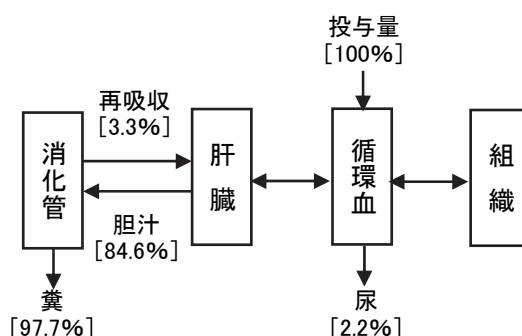 投与量
[100%]
再吸収
[3.3%]
消化管
肝臓
循環血
組織
胆汁
[84.6%]
糞
[97.7%]
尿
[2.2%]